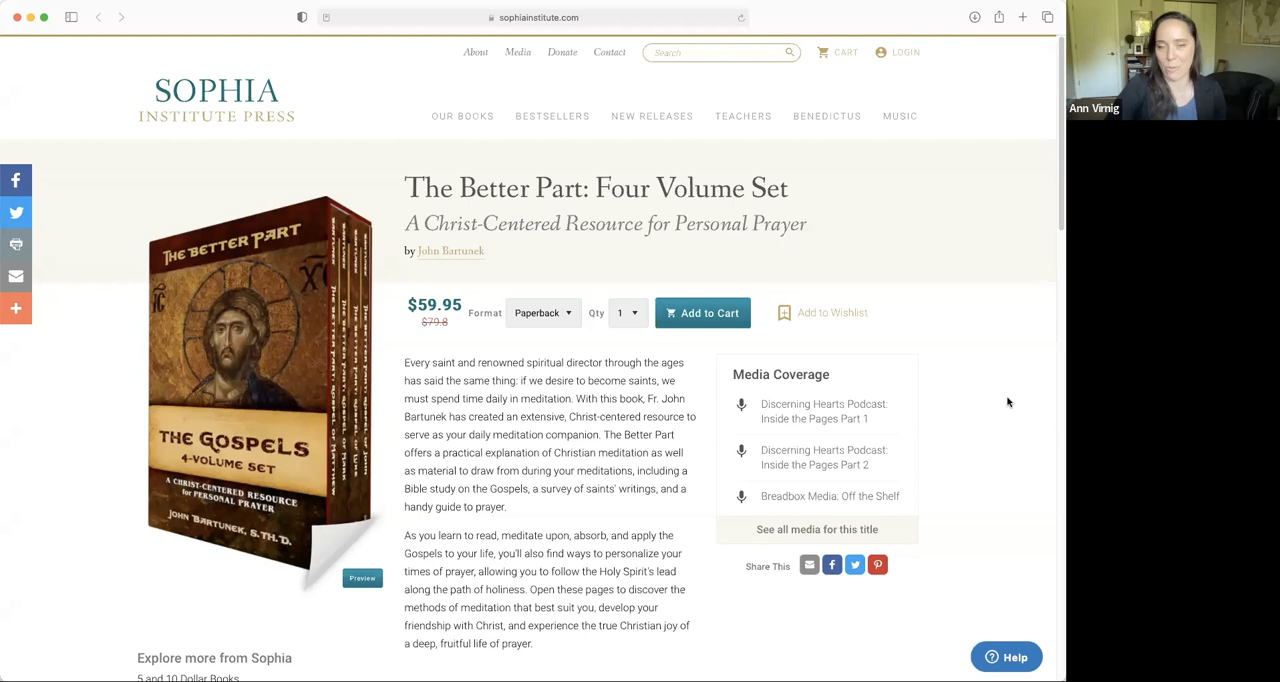 sophiainstitute.com
Ann Virnig
About Media Donate Contact Search CART LOGIN
SOPHIA
INSTITUTE PRESS
OUR BOOKS BESTSELLERS NEW RELEASES TEACHERS BENEDICTUS MUSIC
The Better Part: Four Volume Set
A Christ-Centered Resource for Personal Prayer
by John Bartunek
THE BETTER PART
THE GOSPELS
4-VOLUME SET
A CHRIST-CENTERED RESOURCE
for PERSONAL PRAYER
JOHN BARTUNEK, S.TH.D.
Preview
$59.95 Format Paperback Qty 1 Add to Cart Add to Wishlist
$79.8
Every saint and renowned spiritual director through the ages
has said the same thing: if we desire to become saints, we
must spend time daily in meditation. With this book, Fr. John
Bartunek has created an extensive, Christ-centered resource to
serve as your daily meditation companion. The Better Part
offers a practical explanation of Christian meditation as well
as material to draw from during your meditations, including a
Bible study on the Gospels, a survey of saints' writings, and a
handy guide to prayer.
As you learn to read, meditate upon, absorb, and apply the
Gospels to your life, you'll also find ways to personalize your
times of prayer, allowing you to follow the Holy Spirit's lead
along the path of holiness. Open these pages to discover the
methods of meditation that best suit you, develop your
friendship with Christ, and experience the true Christian joy of
a deep, fruitful life of prayer.
Media Coverage
Discerning Hearts Podcast:
Inside the Pages Part 1
Discerning Hearts Podcast:
Inside the Pages Part 2
Breadbox Media: Off the Shelf
See all media for this title
Share This
Explore more from Sophia
5 and 10 Dollar Books
Help